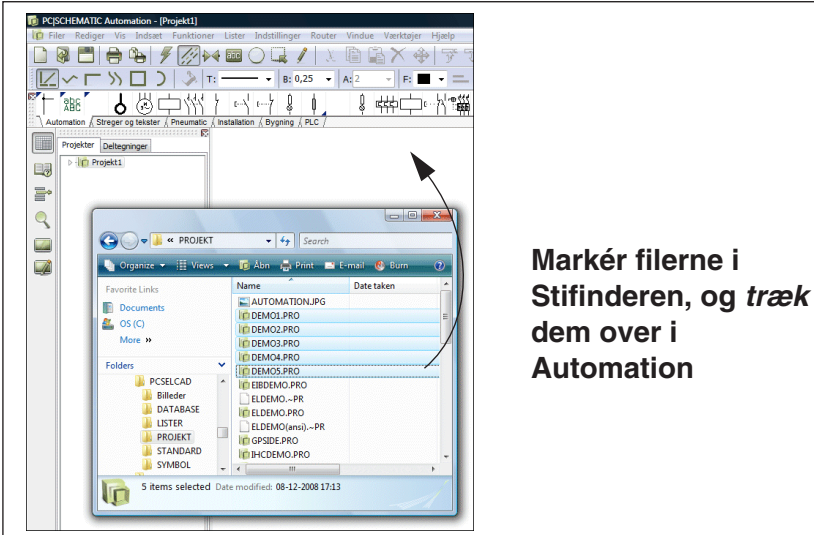 PC|SCHEMATIC Automation - [Projekt1]
Filer Rediger Vis Indsæt Funktioner Lister Indstillinger Router Vindue Værktøjer Hjælp
T: B: 0,25 A: 2 F:
abc
ABC
Automation Streger og tekster Pneumatic Installation Bygning PLC
Projekter Deltegninger
Projekt1
« PROJEKT Search
Organize Views Åbn Print E-mail Burn
Favorite Links
Documents
OS (C)
More »
Folders
PCSELCAD
Billeder
DATABASE
LISTER
PROJEKT
STANDARD
SYMBOL
Name Date taken
AUTOMATION.JPG
DEMO1.PRO
DEMO2.PRO
DEMO3.PRO
DEMO4.PRO
DEMO5.PRO
EIBDEMO.PRO
ELDEMO.~PR
ELDEMO.PRO
ELDEMO(ansi).~PR
GPSIDE.PRO
IHCDEMO.PRO
5 items selected Date modified: 08-12-2008 17:13
Markér filerne i
Stifinderen, og træk
dem over i
Automation